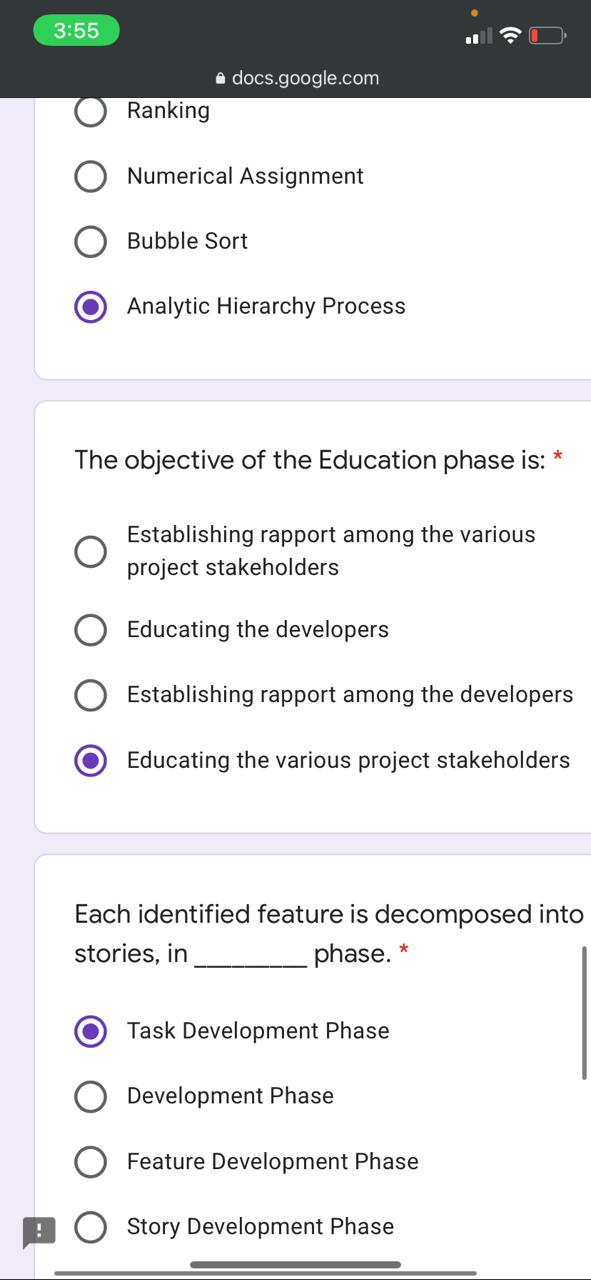 3:55
docs.google.com
Ranking
Numerical Assignment
Bubble Sort
Analytic Hierarchy Process
The objective of the Education phase is: *
Establishing rapport among the various
project stakeholders
Educating the developers
Establishing rapport among the developers
Educating the various project stakeholders
Each identified feature is decomposed into
stories, in _________ phase. *
Task Development Phase
Development Phase
Feature Development Phase
Story Development Phase